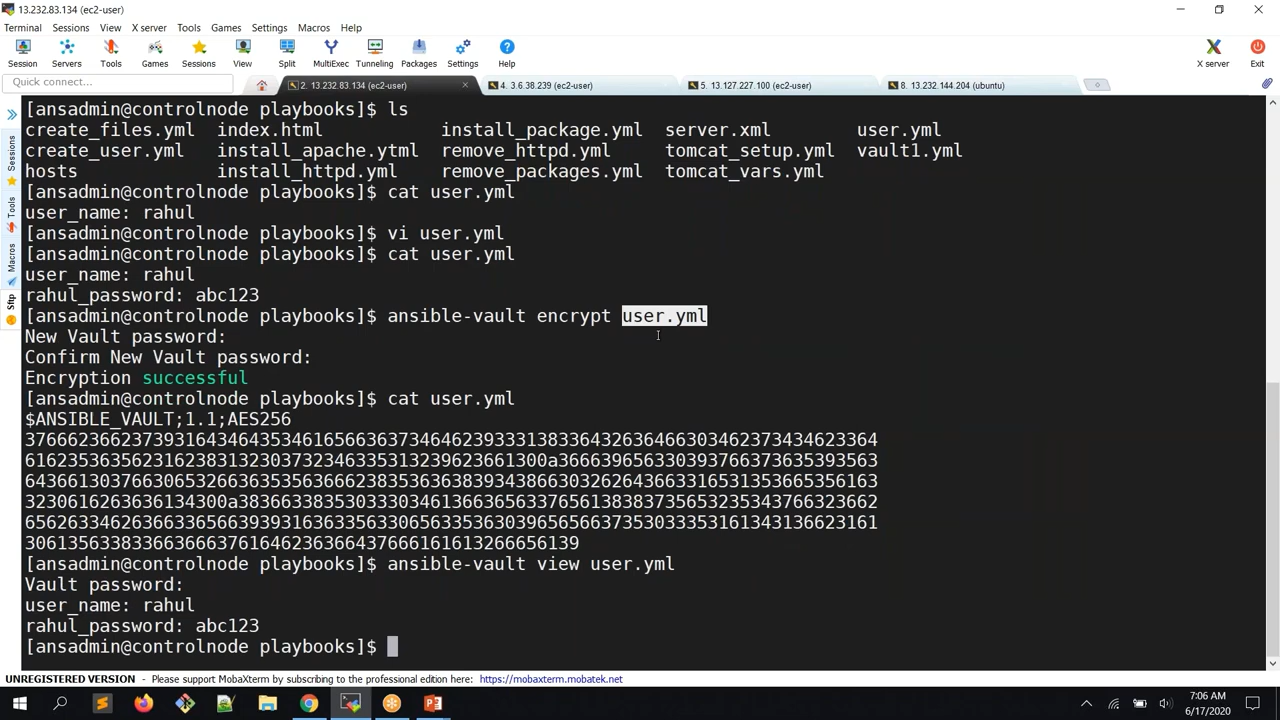 13.232.83.134 (ec2-user)
Terminal Sessions View X server Tools Games Settings Macros Help
Session Servers Tools Games Sessions View Split MultiExec Tunneling Packages Settings Help X server Exit
Quick connect... 2. 13.232.83.134 (ec2-user) 4. 3.6.38.239 (ec2-user) 5. 13.127.227.100 (ec2-user) 8. 13.232.144.204 (ubuntu)
Sessions
Tools
Macros
Sftp
[ansadmin@controlnode playbooks]$ ls
create_files.yml index.html install_package.yml server.xml user.yml
create_user.yml install_apache.ytml remove_httpd.yml tomcat_setup.yml vault1.yml
hosts install_httpd.yml remove_packages.yml tomcat_vars.yml
[ansadmin@controlnode playbooks]$ cat user.yml
user_name: rahul
[ansadmin@controlnode playbooks]$ vi user.yml
[ansadmin@controlnode playbooks]$ cat user.yml
user_name: rahul
rahul_password: abc123
[ansadmin@controlnode playbooks]$ ansible-vault encrypt user.yml
New Vault password:
Confirm New Vault password:
Encryption successful
[ansadmin@controlnode playbooks]$ cat user.yml
$ANSIBLE_VAULT;1.1;AES256
[ansadmin@controlnode playbooks]$ ansible-vault view user.yml
Vault password:
user_name: rahul
rahul_password: abc123
[ansadmin@controlnode playbooks]$
UNREGISTERED VERSION - Please support MobaXterm by subscribing to the professional edition here: https://mobaxterm.mobatek.net
7:06 AM
6/17/2020